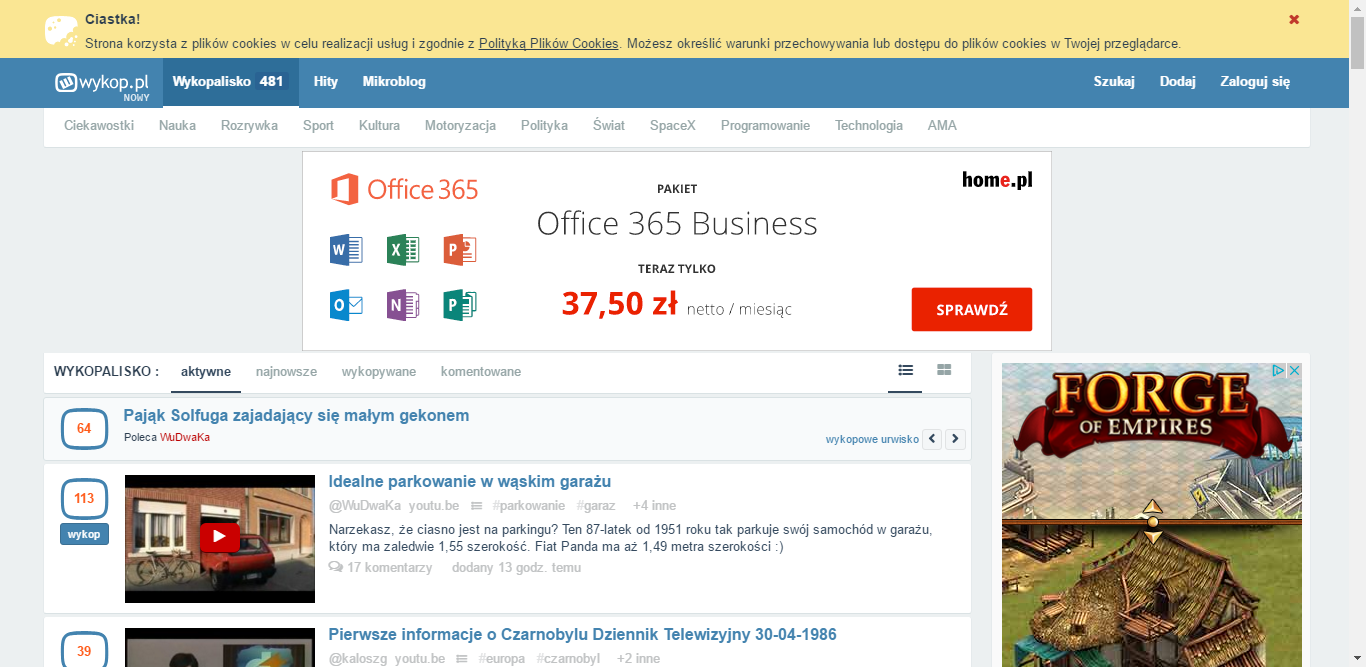 Ciastka!
Strona korzysta z plików cookies w celu realizacji usług i zgodnie z Polityką Plików Cookies. Możesz określić warunki przechowywania lub dostępu do plików cookies w Twojej przeglądarce.
wykop.pl
NOWY
Wykopalisko 481 Hity Mikroblog Szukaj Dodaj Zaloguj się
Ciekawostki Nauka Rozrywka Sport Kultura Motoryzacja Polityka Świat SpaceX Programowanie Technologia AMA
Office 365
home.pl
PAKIET
Office 365 Business
W X P
TERAZ TYLKO
O N P
37,50 zł netto / miesiąc
SPRAWDŹ
WYKOPALISKO : aktywne najnowsze wykopywane komentowane
64
Pająk Solfuga zajadający się małym gekonem
Poleca WuDwaKa
wykopowe urwisko
113
wykop
Idealne parkowanie w wąskim garażu
@WuDwaKa youtu.be #parkowanie #garaz +4 inne
Narzekasz, że ciasno jest na parkingu? Ten 87-latek od 1951 roku tak parkuje swój samochód w garażu,
który ma zaledwie 1,55 szerokość. Fiat Panda ma aż 1,49 metra szerokości :)
17 komentarzy dodany 13 godz. temu
39
Pierwsze informacje o Czarnobylu Dziennik Telewizyjny 30-04-1986
@kaloszg youtu.be #europa #czarnobyl +2 inne
FORGE
OF EMPIRES